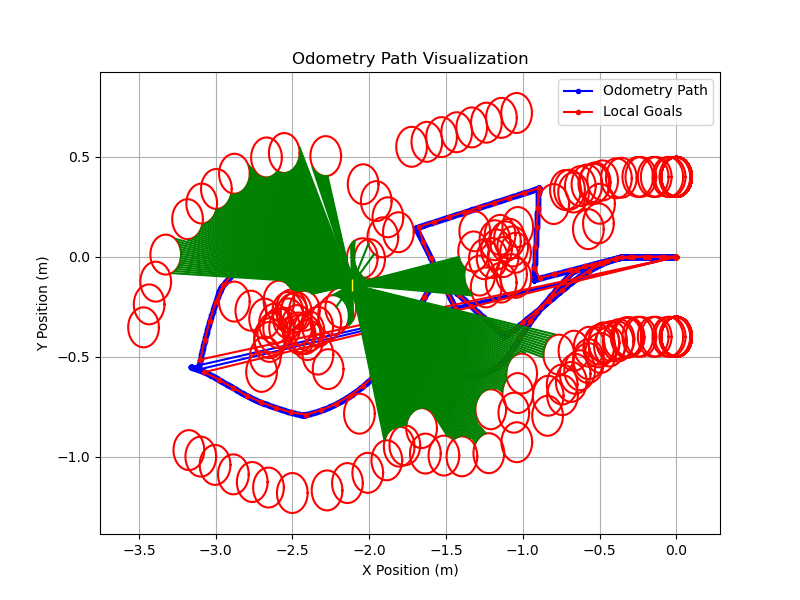 Odometry Path Visualization
Odometry Path
Local Goals
Y Position (m)
0.5
0.0
−0.5
−1.0
−3.5 −3.0 −2.5 −2.0 −1.5 −1.0 −0.5 0.0
X Position (m)